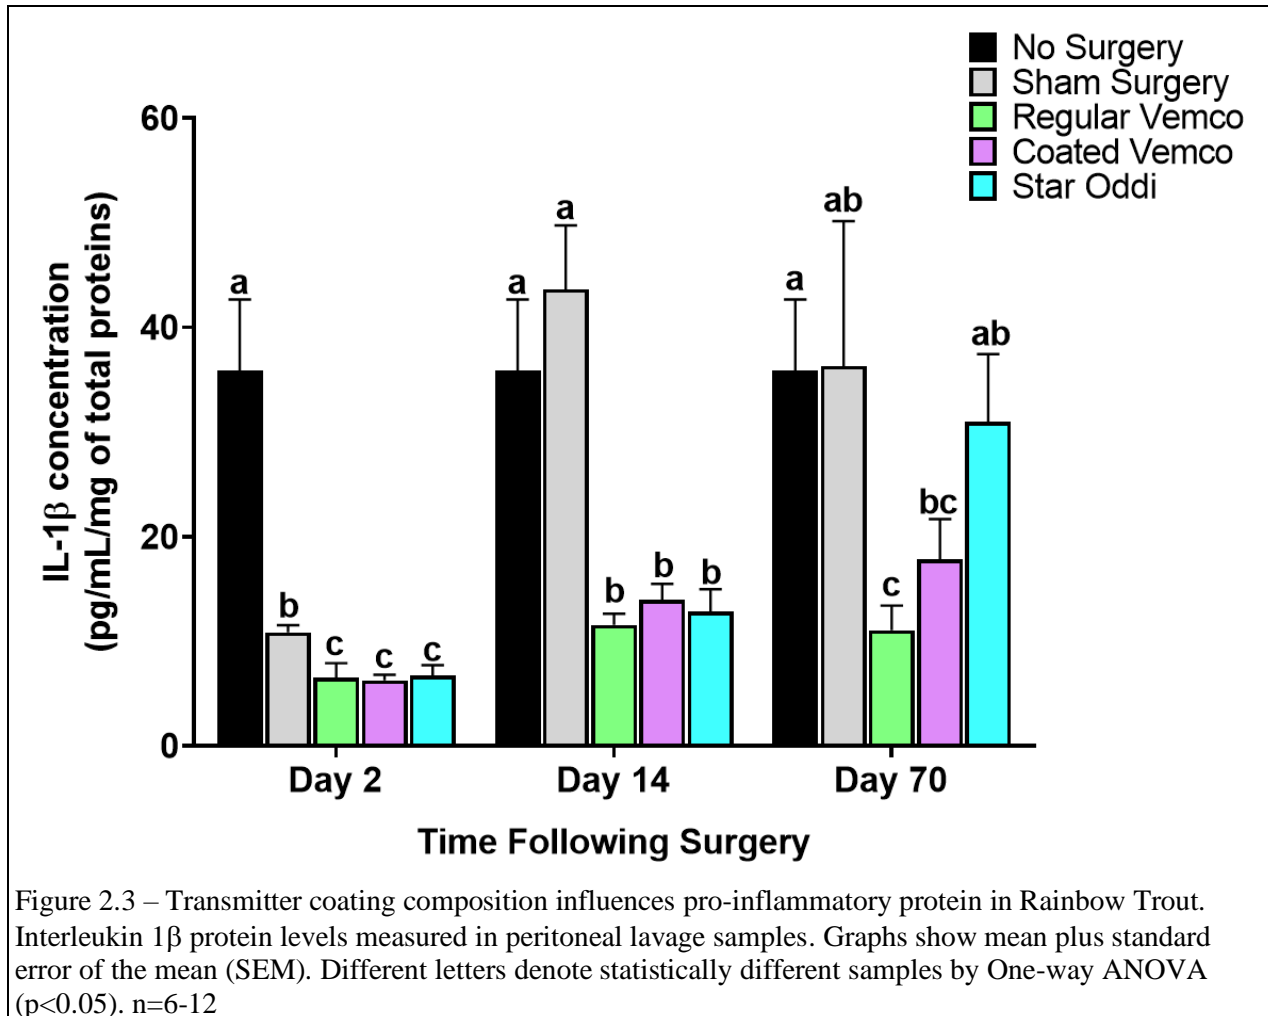 No Surgery
Sham Surgery
Regular Vemco
Coated Vemco
Star Oddi
IL-1β concentration
(pg/mL/mg of total proteins)
60
40
20
0
a
b
c
c
c
a
a
b
b
b
a
ab
c
bc
ab
Day 2
Day 14
Day 70
Time Following Surgery
Figure 2.3 – Transmitter coating composition influences pro-inflammatory protein in Rainbow Trout.
Interleukin 1β protein levels measured in peritoneal lavage samples. Graphs show mean plus standard
error of the mean (SEM). Different letters denote statistically different samples by One-way ANOVA
(p<0.05). n=6-12